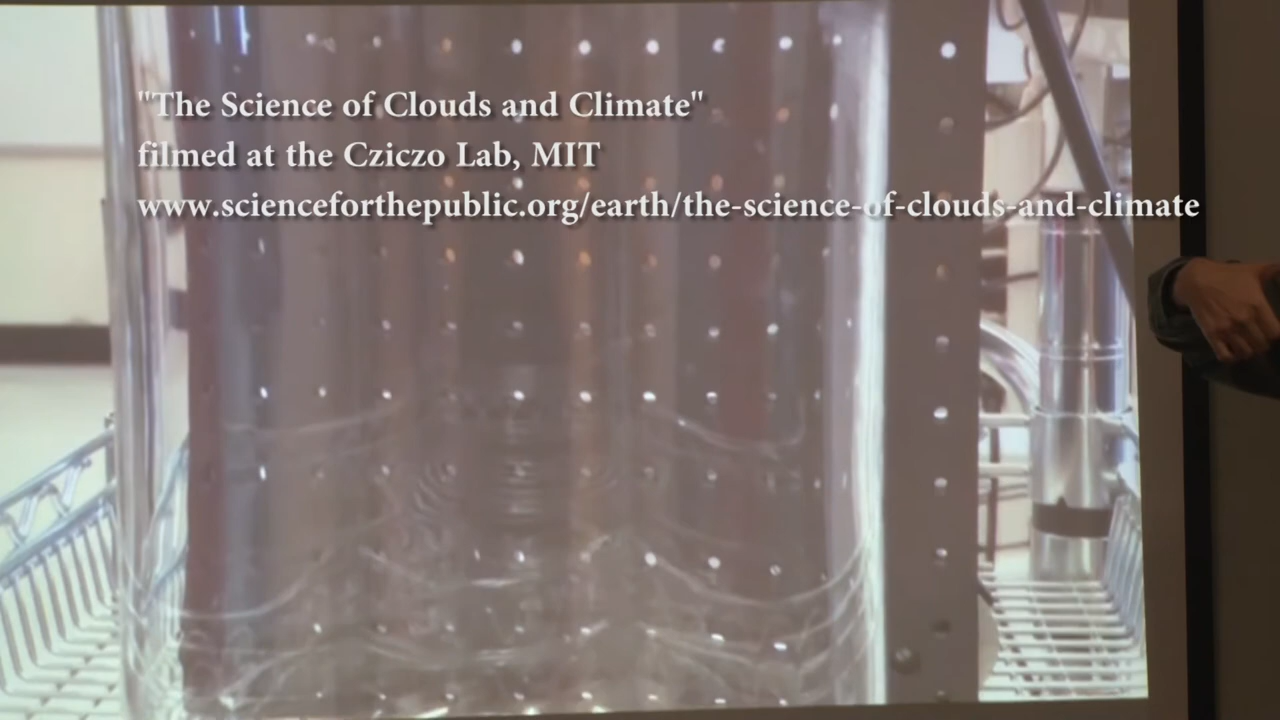 "The Science of Clouds and Climate"
filmed at the Cziczo Lab, MIT
www.scienceforthepublic.org/earth/the-science-of-clouds-and-climate